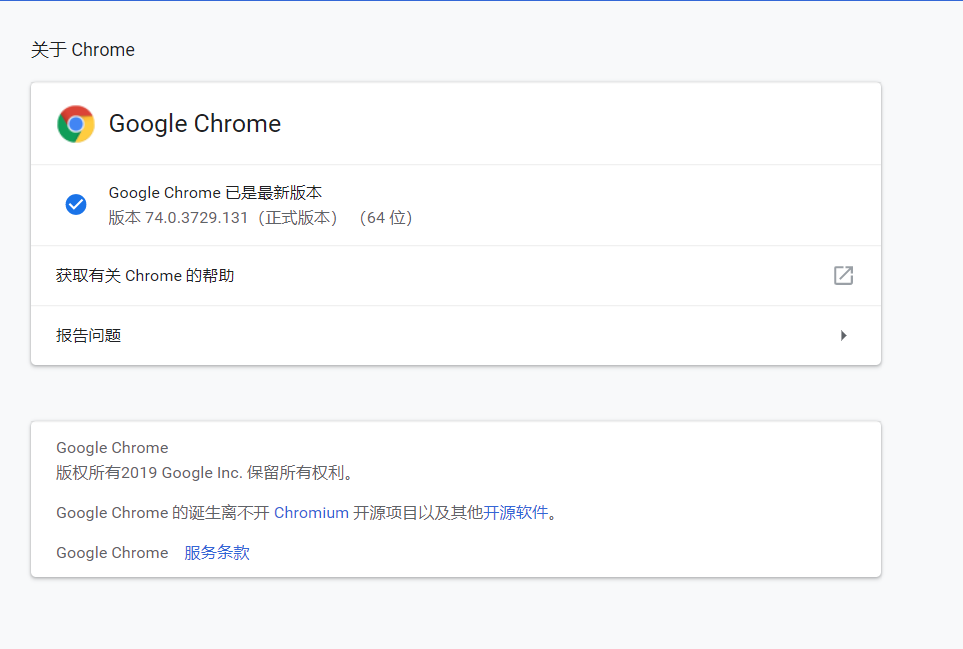 关于 Chrome
Google Chrome
Google Chrome 已是最新版本
版本 74.0.3729.131（正式版本） （64 位）
获取有关 Chrome 的帮助
报告问题
Google Chrome
版权所有2019 Google Inc. 保留所有权利。
Google Chrome 的诞生离不开 Chromium 开源项目以及其他开源软件。
Google Chrome 服务条款